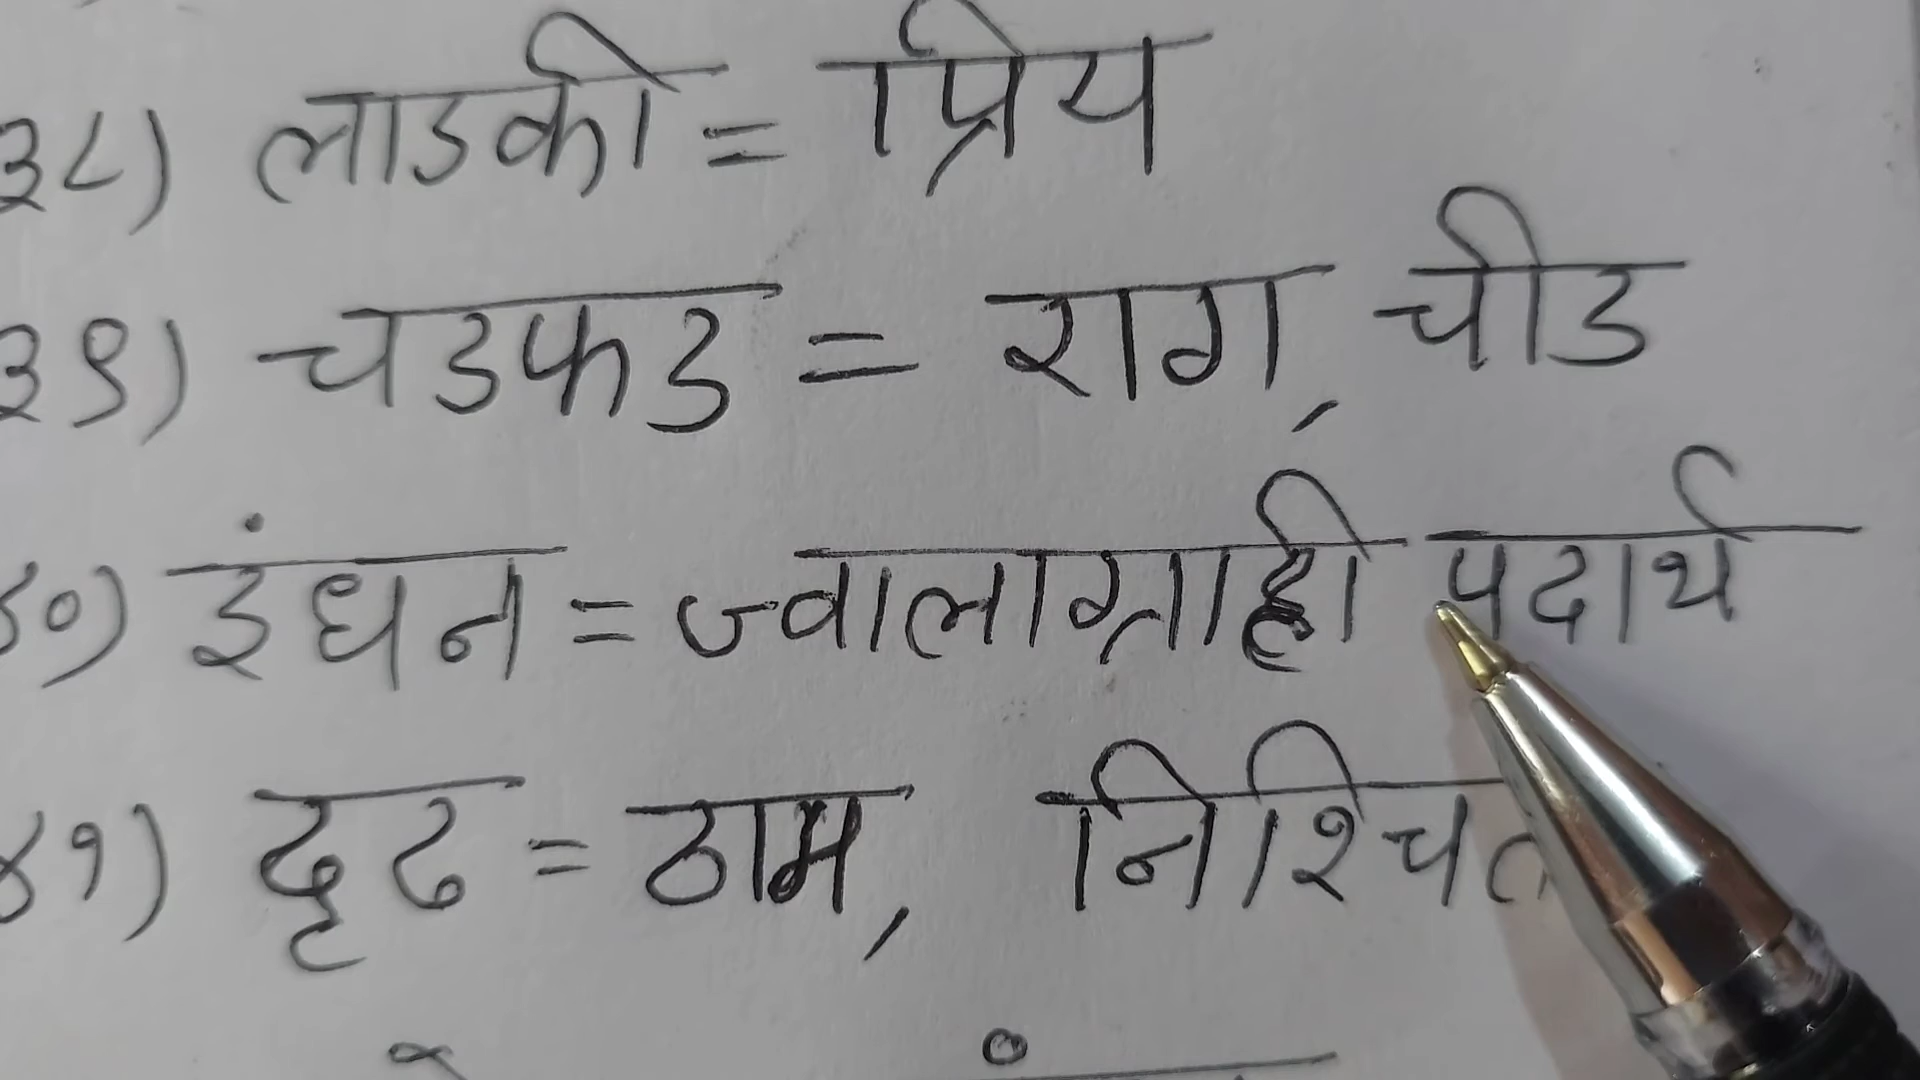 ३८) लाडकी = प्रिय
३९) चडफड = राग, चीड
४०) इंधन = ज्वालाग्राही पदार्थ
४१) दृढ = ठाम, निश्चित